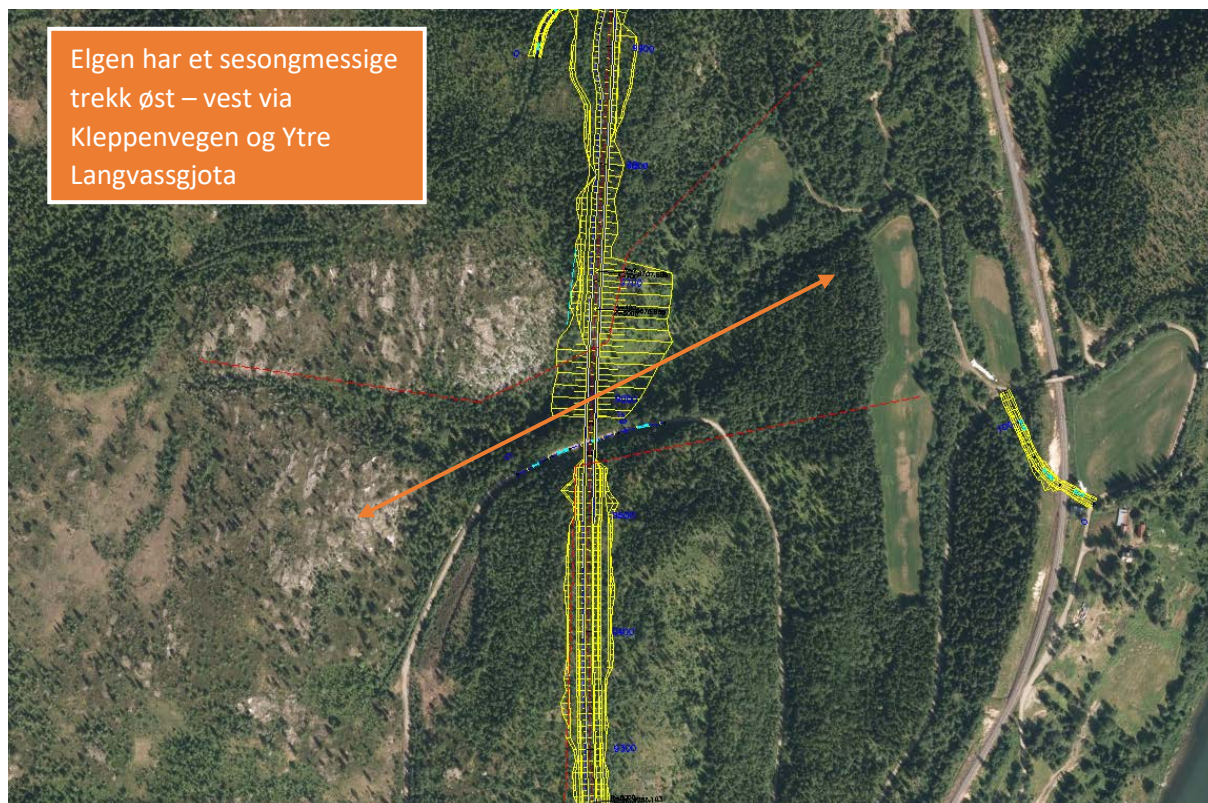 Elgen har et sesongmessige
trekk øst – vest via
Kleppenvegen og Ytre
Langvassgjota